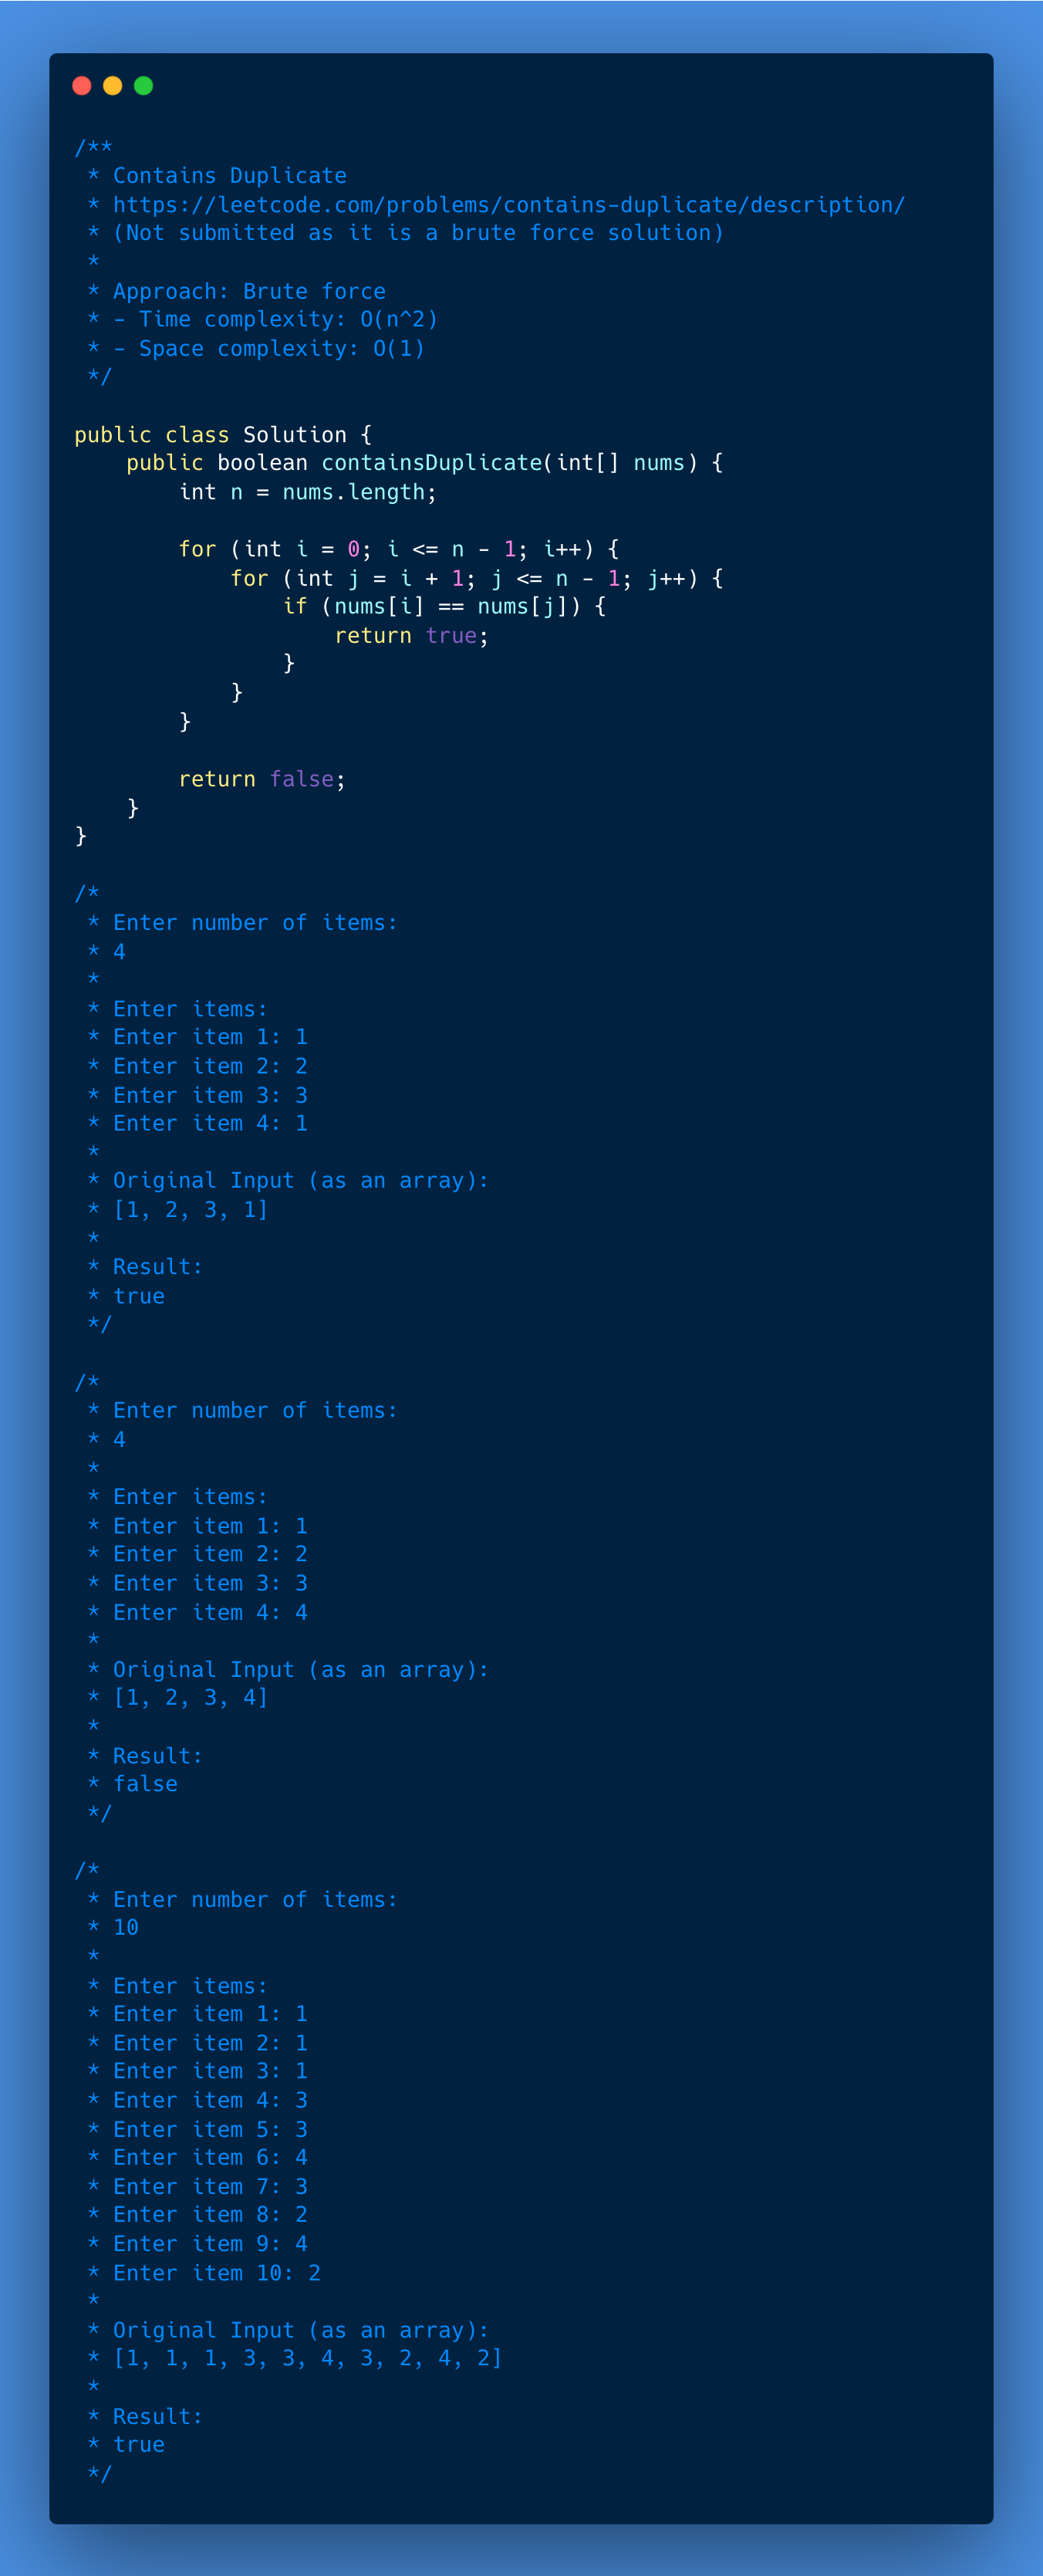 /**
 * Contains Duplicate
 * https://leetcode.com/problems/contains-duplicate/description/
 * (Not submitted as it is a brute force solution)
 *
 * Approach: Brute force
 * - Time complexity: O(n^2)
 * - Space complexity: O(1)
 */

public class Solution {
    public boolean containsDuplicate(int[] nums) {
        int n = nums.length;

        for (int i = 0; i <= n - 1; i++) {
            for (int j = i + 1; j <= n - 1; j++) {
                if (nums[i] == nums[j]) {
                    return true;
                }
            }
        }

        return false;
    }
}

/*
 * Enter number of items:
 * 4
 *
 * Enter items:
 * Enter item 1: 1
 * Enter item 2: 2
 * Enter item 3: 3
 * Enter item 4: 1
 *
 * Original Input (as an array):
 * [1, 2, 3, 1]
 *
 * Result:
 * true
 */

/*
 * Enter number of items:
 * 4
 *
 * Enter items:
 * Enter item 1: 1
 * Enter item 2: 2
 * Enter item 3: 3
 * Enter item 4: 4
 *
 * Original Input (as an array):
 * [1, 2, 3, 4]
 *
 * Result:
 * false
 */

/*
 * Enter number of items:
 * 10
 *
 * Enter items:
 * Enter item 1: 1
 * Enter item 2: 1
 * Enter item 3: 1
 * Enter item 4: 3
 * Enter item 5: 3
 * Enter item 6: 4
 * Enter item 7: 3
 * Enter item 8: 2
 * Enter item 9: 4
 * Enter item 10: 2
 *
 * Original Input (as an array):
 * [1, 1, 1, 3, 3, 4, 3, 2, 4, 2]
 *
 * Result:
 * true
 */